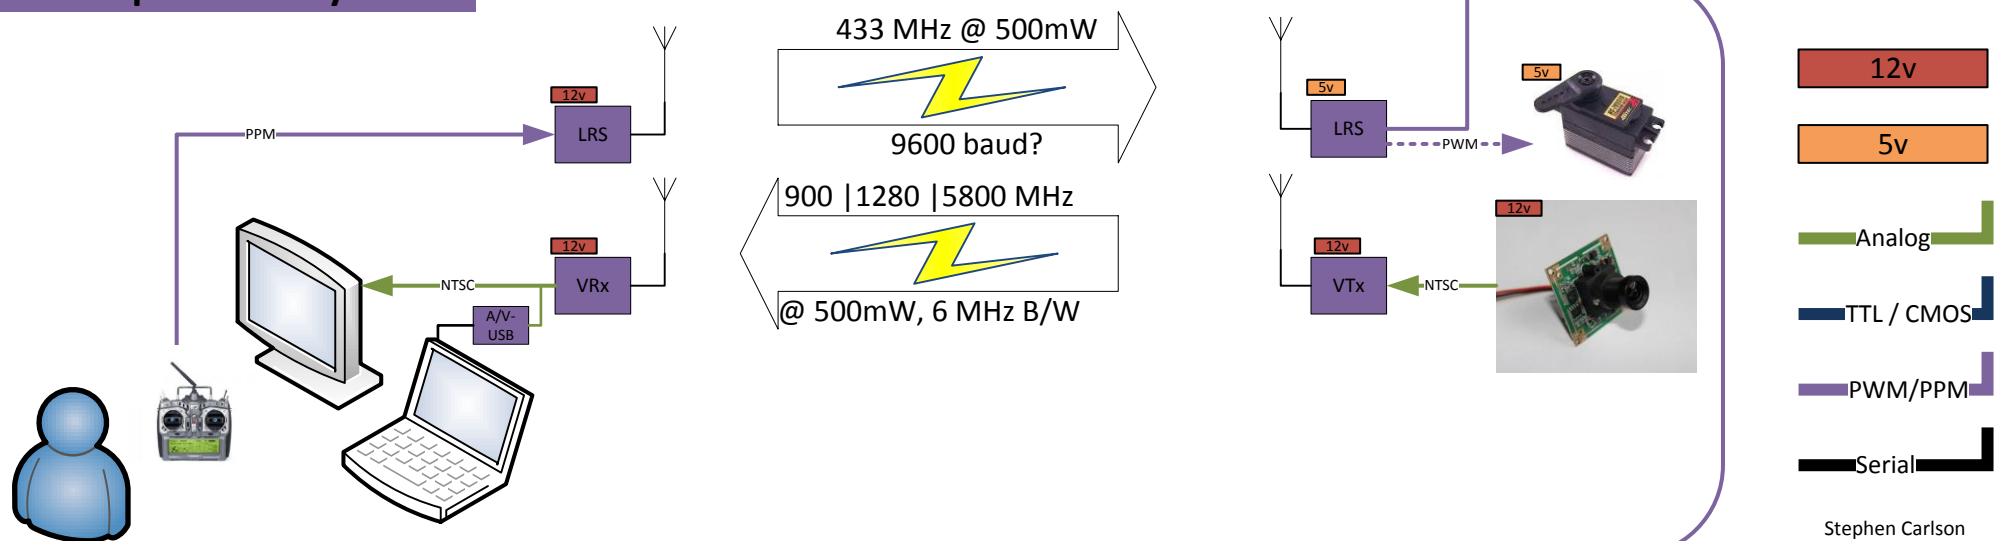 433 MHz @ 500mW
12v
5v
5v
12v
LRS
LRS
PPM
PWM
9600 baud?
5v
900 |1280 |5800 MHz
12v
12v
12v
Analog
NTSC
VRx
VTx
NTSC
@ 500mW, 6 MHz B/W
A/V-
USB
TTL / CMOS
PWM/PPM
Serial
Stephen Carlson